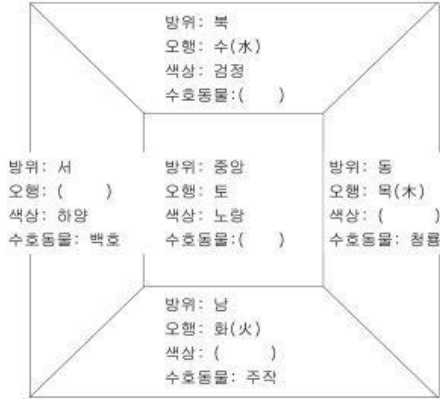 방위: 북
오행: 수(水)
색상: 검정
수호동물:(    )
방위: 서
오행: (    )
색상: 하양
수호동물: 백호
방위: 중앙
오행: 토
색상: 노랑
수호동물:(    )
방위: 동
오행: 목(木)
색상: (    )
수호동물: 청룡
방위: 남
오행: 화(火)
색상: (    )
수호동물: 주작